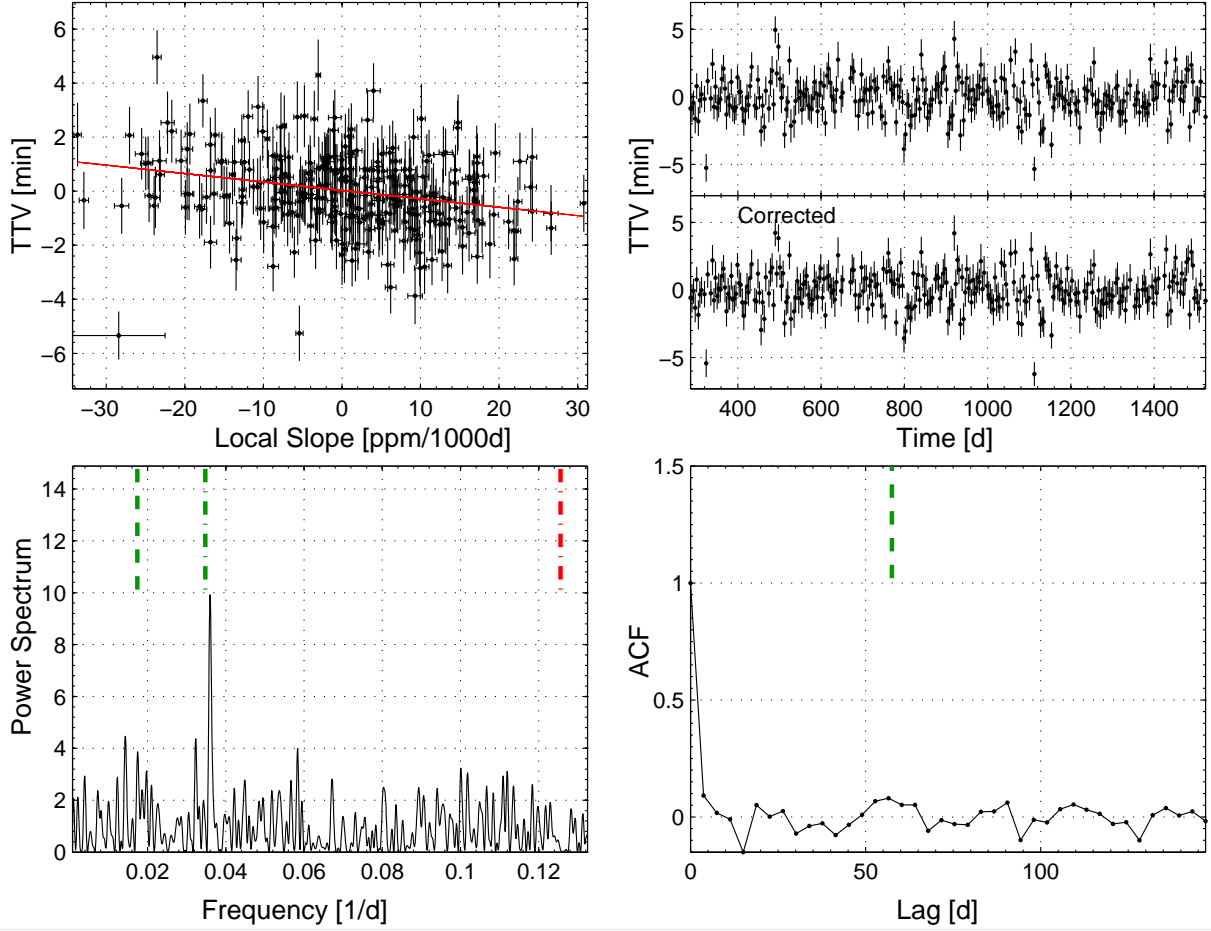 6
4
2
0
−2
−4
−6
TTV [min]
−30 −20 −10 0 10 20 30
Local Slope [ppm/1000d]
5
0
−5
TTV [min]
Corrected
5
0
−5
400 600 800 1000 1200 1400
Time [d]
14
12
10
8
6
4
2
0
Power Spectrum
0.02 0.04 0.06 0.08 0.1 0.12
Frequency [1/d]
1.5
1
0.5
0
ACF
0 50 100
Lag [d]